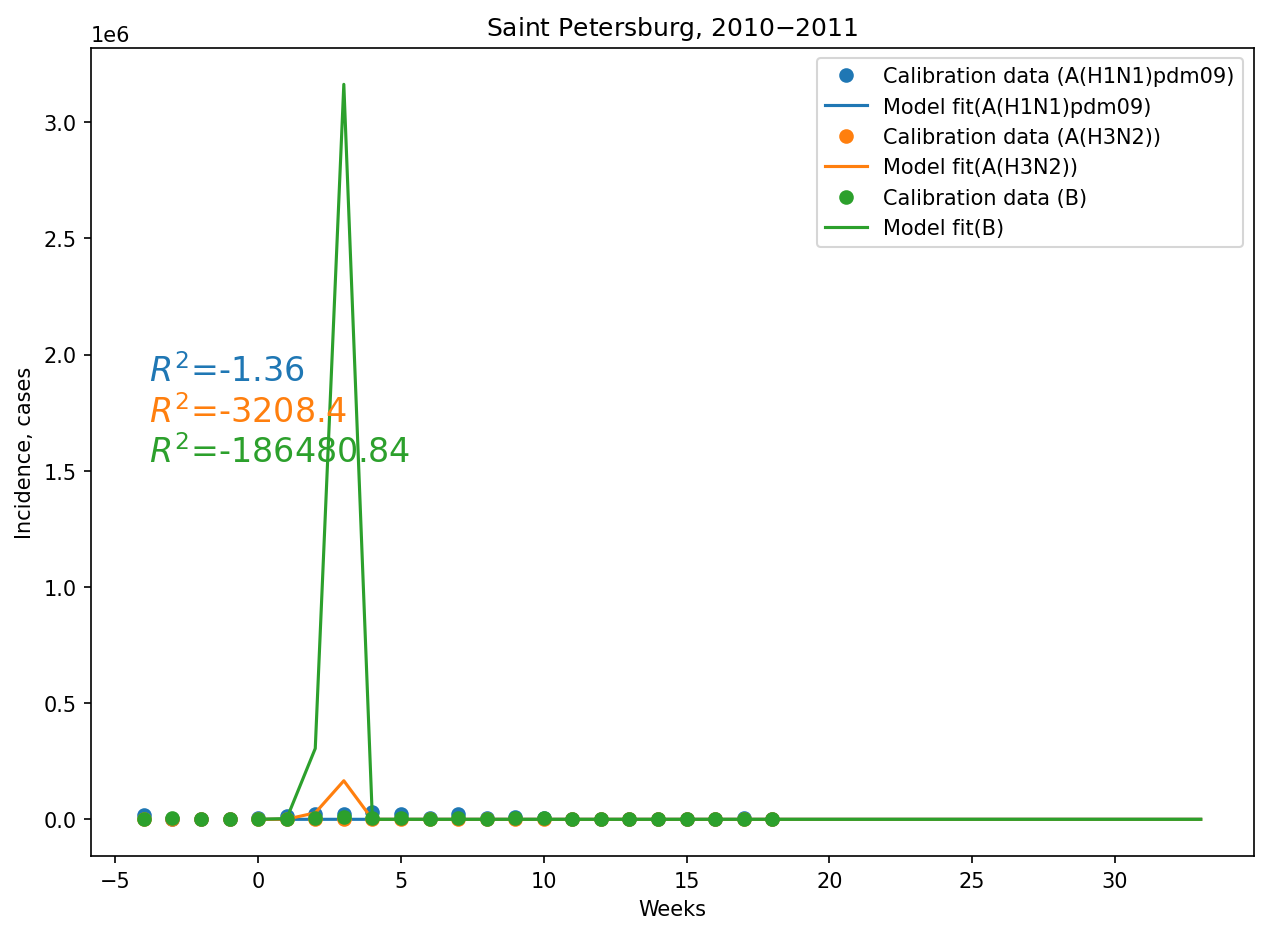 Saint Petersburg, 2010−2011
1e6
Calibration data (A(H1N1)pdm09)
Model fit(A(H1N1)pdm09)
Calibration data (A(H3N2))
Model fit(A(H3N2))
Calibration data (B)
Model fit(B)
3.0
2.5
2.0
1.5
1.0
0.5
0.0
R²=-1.36
R²=-3208.4
R²=-186480.84
Incidence, cases
−5 0 5 10 15 20 25 30
Weeks